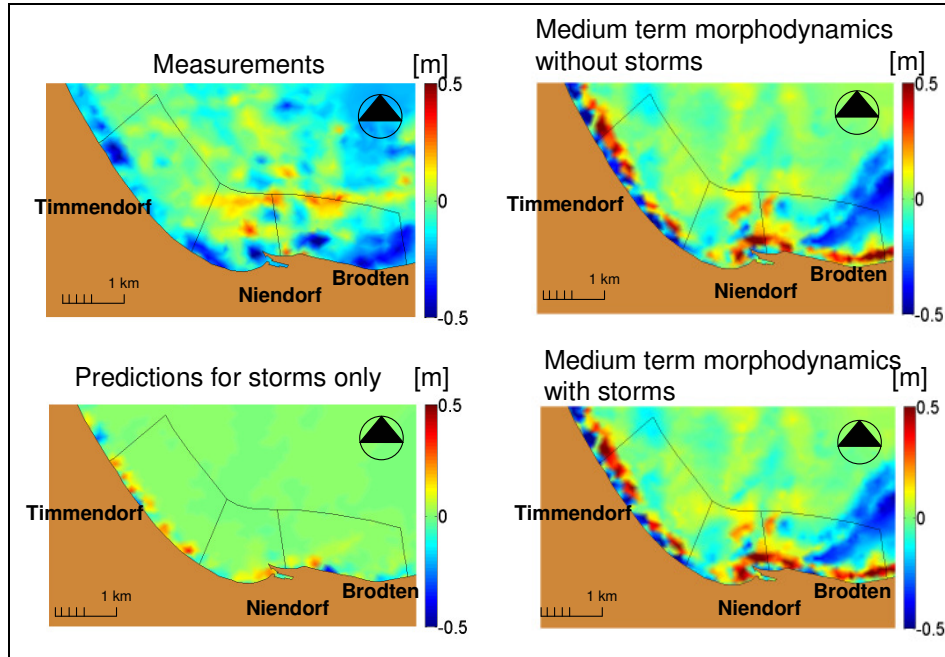 Measurements [m]
0.5
0
-0.5
Timmendorf
Niendorf
Brodten
1 km
Medium term morphodynamics
without storms [m]
0.5
0
-0.5
Timmendorf
Niendorf
Brodten
1 km
Predictions for storms only [m]
0.5
0
-0.5
Timmendorf
Niendorf
Brodten
1 km
Medium term morphodynamics
with storms [m]
0.5
0
-0.5
Timmendorf
Niendorf
Brodten
1 km